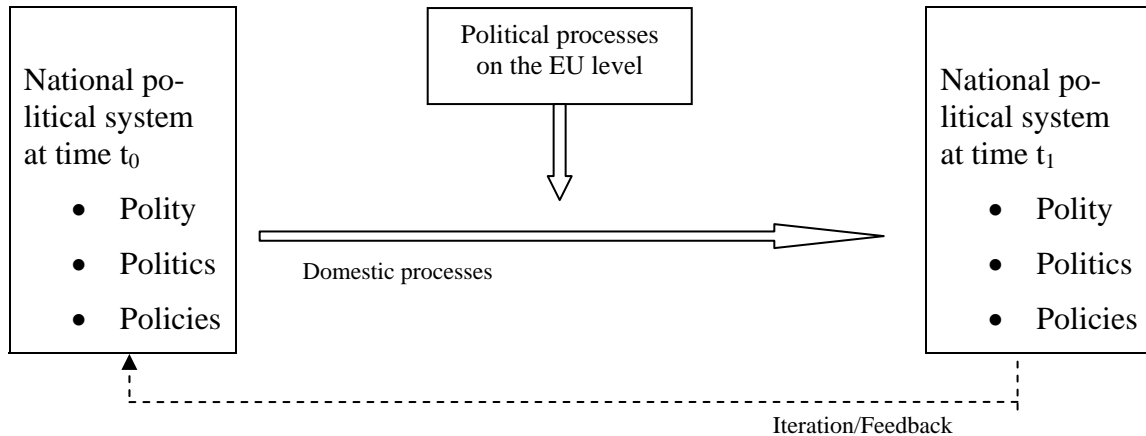 National po-
litical system
at time t₀
• Polity
• Politics
• Policies
Political processes
on the EU level
Domestic processes
National po-
litical system
at time t₁
• Polity
• Politics
• Policies
Iteration/Feedback